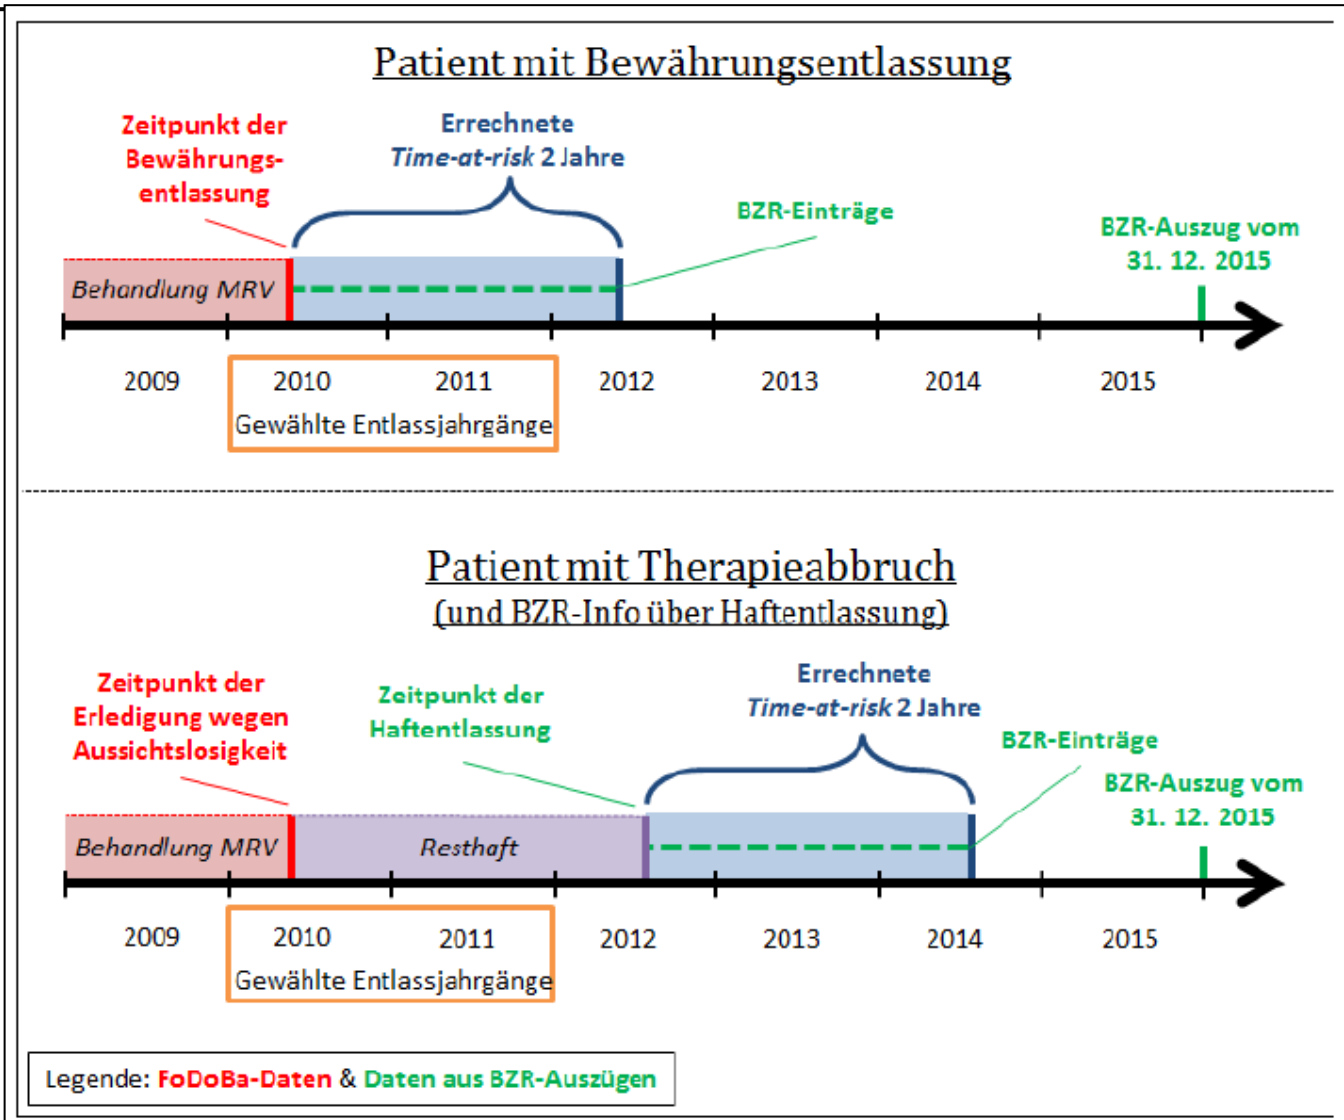 Patient mit Bewährungsentlassung
Zeitpunkt der
Bewährungs-
entlassung
Errechnete
Time-at-risk 2 Jahre
BZR-Einträge
BZR-Auszug vom
31. 12. 2015
Behandlung MRV
2009 2010 2011 2012 2013 2014 2015
Gewählte Entlassjahrgänge
Patient mit Therapieabbruch
(und BZR-Info über Haftentlassung)
Zeitpunkt der
Erledigung wegen
Aussichtslosigkeit
Zeitpunkt der
Haftentlassung
Errechnete
Time-at-risk 2 Jahre
BZR-Einträge
BZR-Auszug vom
31. 12. 2015
Behandlung MRV
Resthaft
2009 2010 2011 2012 2013 2014 2015
Gewählte Entlassjahrgänge
Legende: FoDoBa-Daten & Daten aus BZR-Auszügen